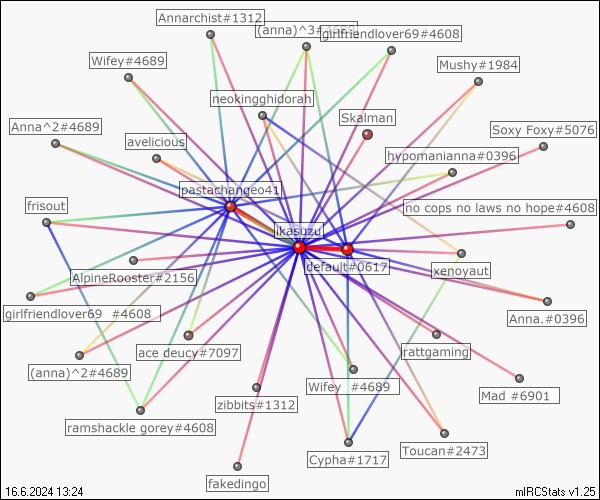 Annarchist#1312
(anna)^3#4689
girlfriendlover69#4608
Wifey#4689
Mushy#1984
neokingghidorah
Skalman
Anna^2#4689
Soxy Foxy#5076
avelicious
hypomanianna#0396
pastachangeo41
frisout
no cops no laws no hope#4608
ikasuzu
default#0617
xenoyaut
AlpineRooster#2156
girlfriendlover69 #4608
Anna.#0396
ace deucy#7097
rattgaming
(anna)^2#4689
Wifey #4689
Mad #6901
zibbits#1312
ramshackle gorey#4608
Toucan#2473
Cypha#1717
fakedingo
16.6.2024 13:24
mIRCStats v1.25